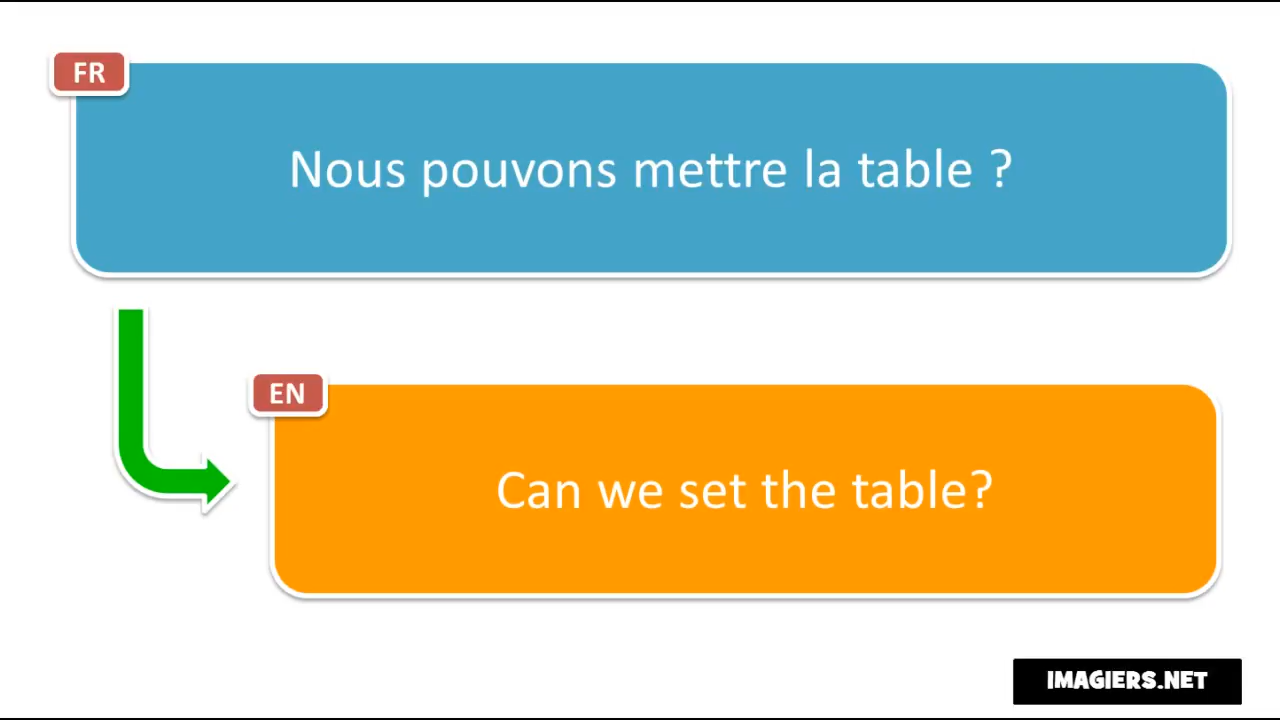 FR
Nous pouvons mettre la table ?
EN
Can we set the table?
IMAGIERS.NET